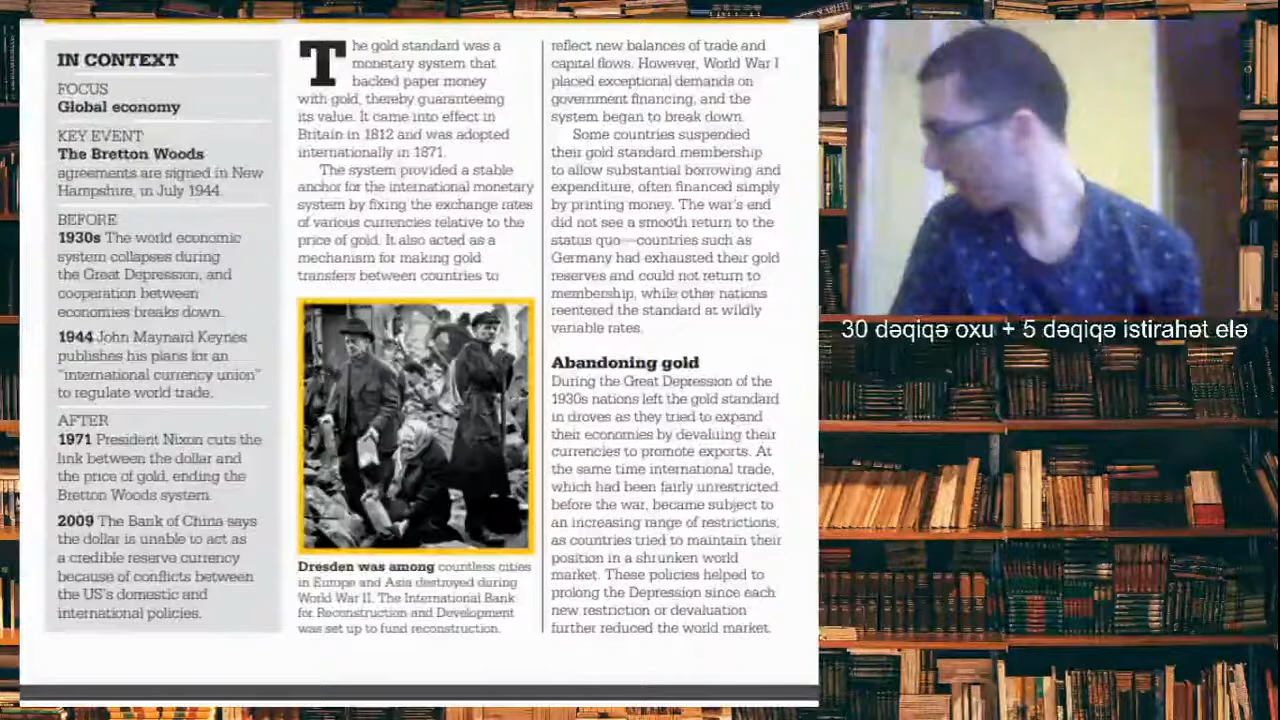 IN CONTEXT
FOCUS
Global economy
KEY EVENT
The Bretton Woods
agreements are signed in New
Hampshire, in July 1944.
BEFORE
1930s The world economic
system collapses during
the Great Depression, and
cooperation between
economies breaks down.
1944 John Maynard Keynes
publishes his plans for an
"international currency union"
to regulate world trade.
AFTER
1971 President Nixon cuts the
link between the dollar and
the price of gold, ending the
Bretton Woods system.
2009 The Bank of China says
the dollar is unable to act as
a credible reserve currency
because of conflicts between
the US's domestic and
international policies.
The gold standard was a
monetary system that
backed paper money
with gold, thereby guaranteeing
its value. It came into effect in
Britain in 1812 and was adopted
internationally in 1871.
The system provided a stable
anchor for the international monetary
system by fixing the exchange rates
of various currencies relative to the
price of gold. It also acted as a
mechanism for making gold
transfers between countries to
Dresden was among countless cities
in Europe and Asia destroyed during
World War II. The International Bank
for Reconstruction and Development
was set up to fund reconstruction.
reflect new balances of trade and
capital flows. However, World War I
placed exceptional demands on
government financing, and the
system began to break down.
Some countries suspended
their gold standard membership
to allow substantial borrowing and
expenditure, often financed simply
by printing money. The war's end
did not see a smooth return to the
status quo—countries such as
Germany had exhausted their gold
reserves and could not return to
membership, while other nations
reentered the standard at wildly
variable rates.
Abandoning gold
During the Great Depression of the
1930s nations left the gold standard
in droves as they tried to expand
their economies by devaluing their
currencies to promote exports. At
the same time international trade,
which had been fairly unrestricted
before the war, became subject to
an increasing range of restrictions,
as countries tried to maintain their
position in a shrunken world
market. These policies helped to
prolong the Depression since each
new restriction or devaluation
further reduced the world market.
30 dəqiqə oxu + 5 dəqiqə istirahət elə